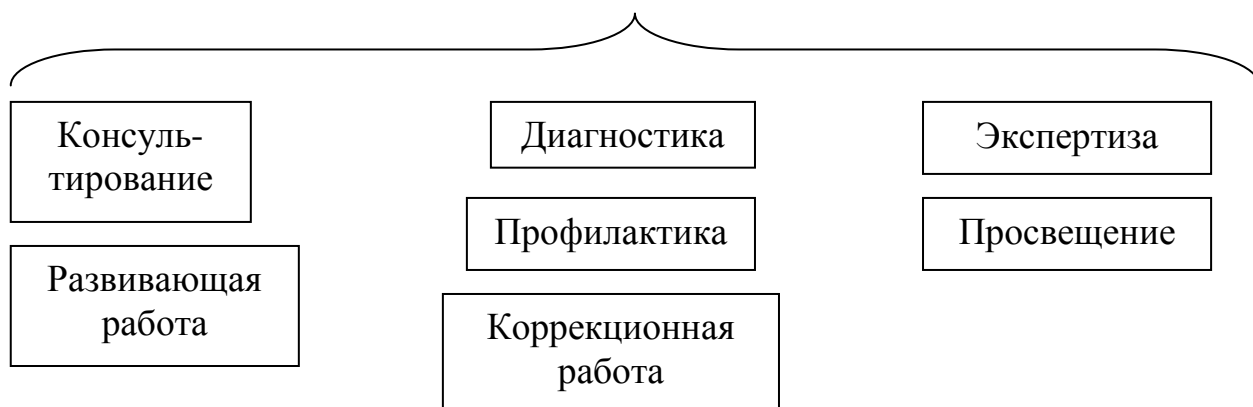 Консуль-
тирование
Развивающая
работа
Диагностика
Профилактика
Коррекционная
работа
Экспертиза
Просвещение